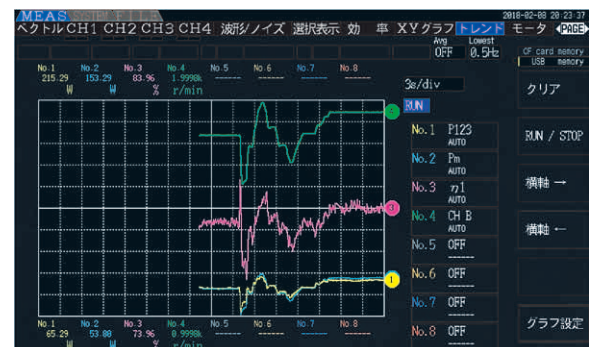 MEAS SYSTEM FILE 2018-02-08 20:23:37
ベクトル CH1 CH2 CH3 CH4 波形/ノイズ 選択表示 効 率 XYグラフ トレンド モータ ◀PAGE▶
Avg Lowest
OFF 0.5Hz
CF card memory
USB memory
No.1 No.2 No.3 No.4 No.5 No.6 No.7 No.8
215.29 153.29 83.96 1.9998k ------ ------ ------ ------
W W % r/min
3s/div
RUN
クリア
RUN / STOP
横軸 →
横軸 ←
グラフ設定
No.1 P123
AUTO
No.2 Pm
AUTO
No.3 η1
AUTO
No.4 CH B
AUTO
No.5 OFF
------
No.6 OFF
------
No.7 OFF
------
No.8 OFF
------
3
1
No.1 No.2 No.3 No.4 No.5 No.6 No.7 No.8
65.29 53.88 73.96 0.9998k ------ ------ ------ ------
W W % r/min